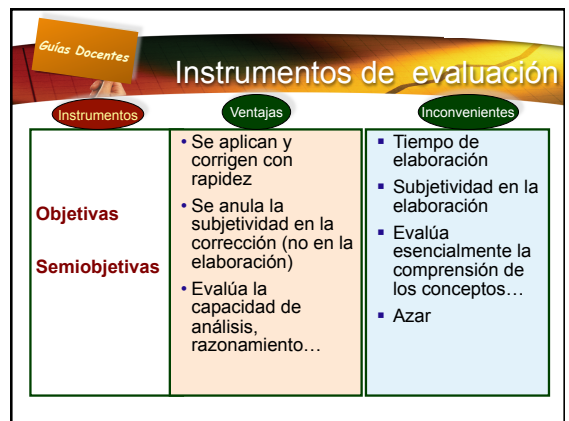 Guías Docentes
Instrumentos de evaluación
Instrumentos
Ventajas
Inconvenientes
Objetivas
Semiobjetivas
• Se aplican y
corrigen con
rapidez
• Se anula la
subjetividad en la
corrección (no en la
elaboración)
• Evalúa la
capacidad de
análisis,
razonamiento…
▪ Tiempo de
elaboración
▪ Subjetividad en la
elaboración
▪ Evalúa
esencialmente la
comprensión de
los conceptos…
▪ Azar